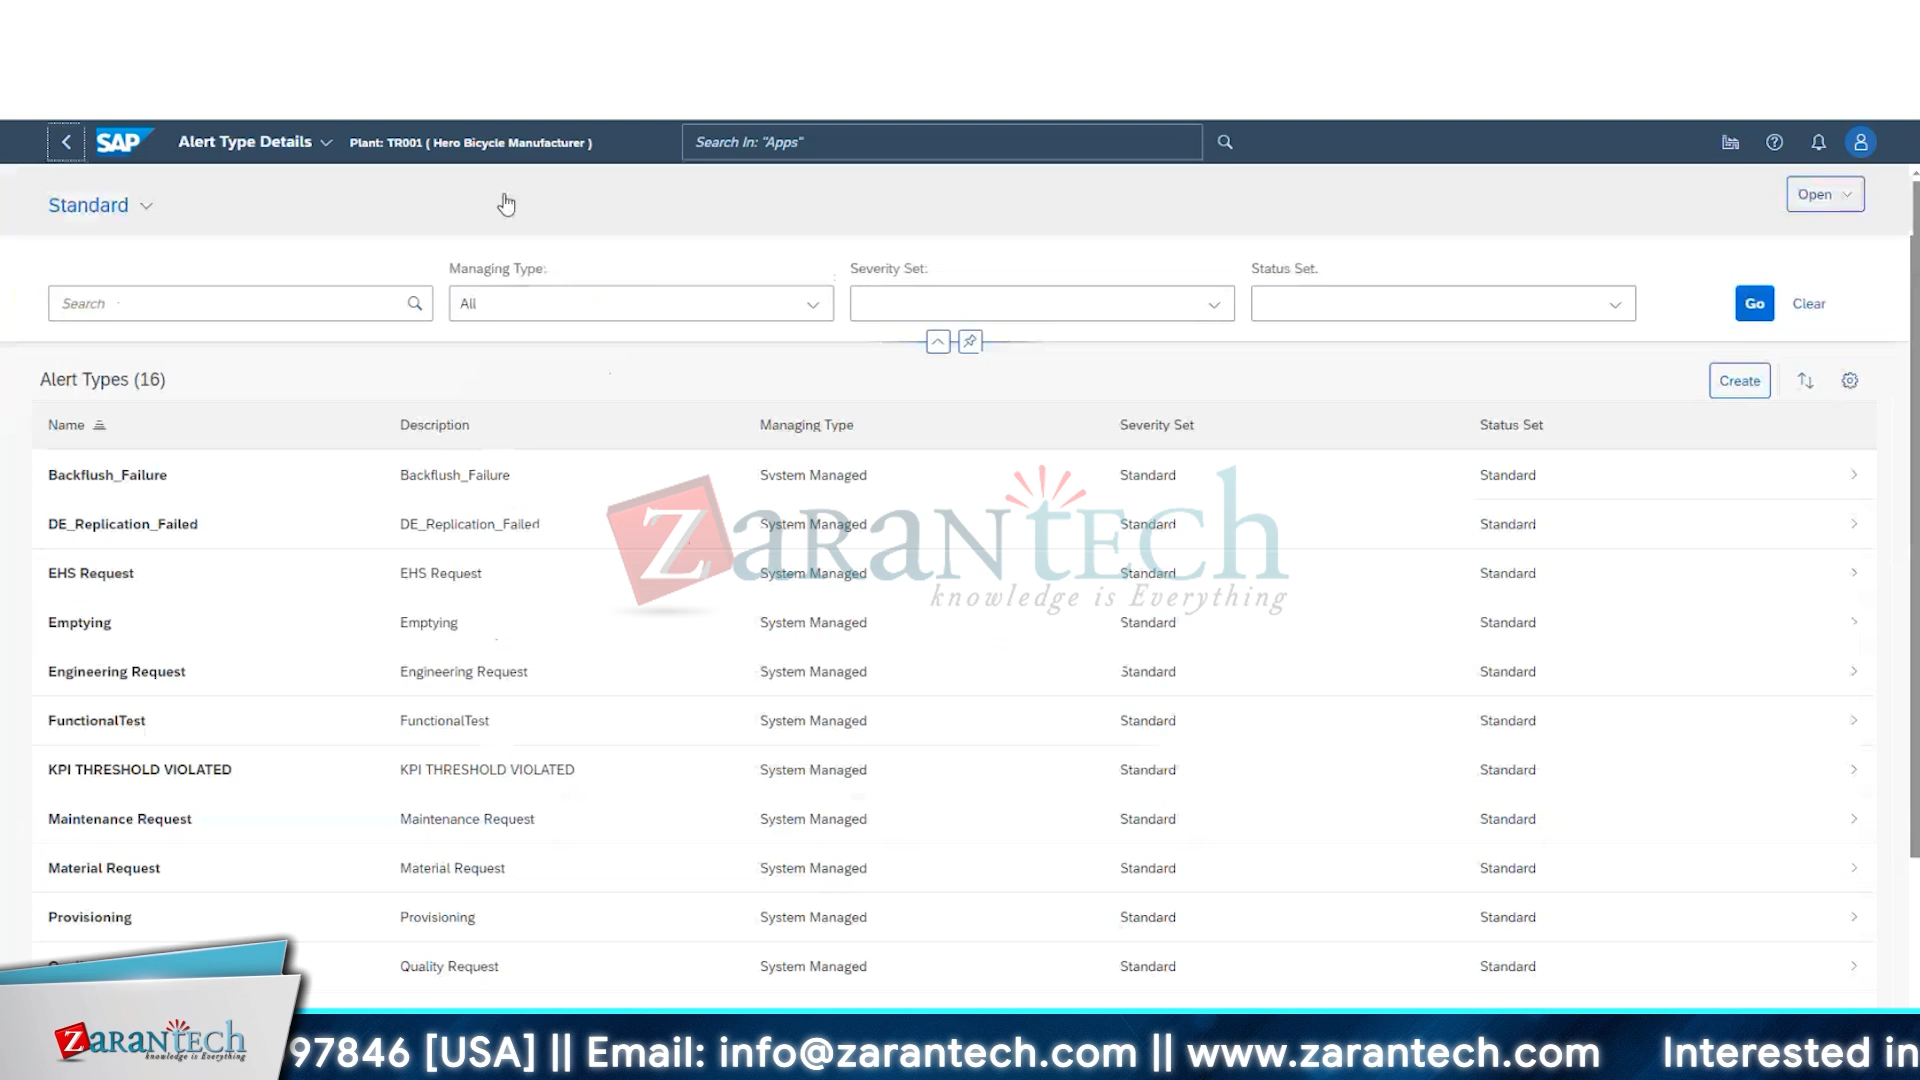 SAP Alert Type Details Plant: TR001 ( Hero Bicycle Manufacturer ) Search In: "Apps"
Standard Open
Managing Type: Severity Set: Status Set.
Search All Go Clear
Alert Types (16) Create
Name Description Managing Type Severity Set Status Set
Backflush_Failure Backflush_Failure System Managed Standard Standard
DE_Replication_Failed DE_Replication_Failed System Managed Standard Standard
EHS Request EHS Request System Managed Standard Standard
Emptying Emptying System Managed Standard Standard
Engineering Request Engineering Request System Managed Standard Standard
FunctionalTest FunctionalTest System Managed Standard Standard
KPI THRESHOLD VIOLATED KPI THRESHOLD VIOLATED System Managed Standard Standard
Maintenance Request Maintenance Request System Managed Standard Standard
Material Request Material Request System Managed Standard Standard
Provisioning Provisioning System Managed Standard Standard
Quality Request System Managed Standard Standard
ZaranTech
knowledge is Everything
ZaranTech
knowledge is Everything
97846 [USA] || Email: info@zarantech.com || www.zarantech.com Interested in